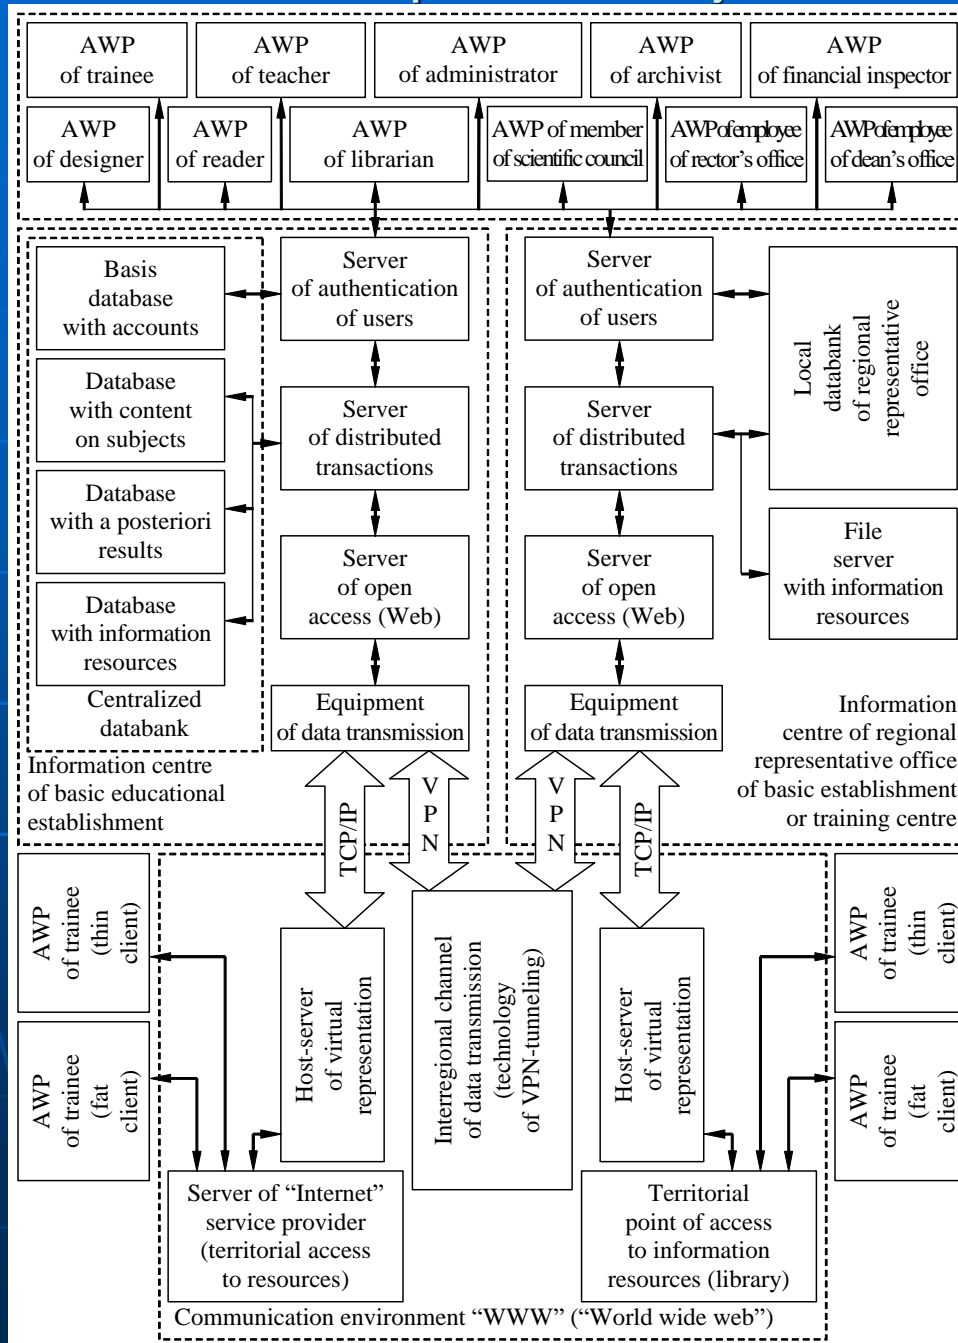 AWP
of trainee
AWP
of teacher
AWP
of administrator
AWP
of archivist
AWP
of financial inspector
AWP
of designer
AWP
of reader
AWP
of librarian
AWP of member
of scientific council
AWP of employee
of rector's office
AWP of employee
of dean's office
Basis
database
with accounts
Server
of authentication
of users
Server
of authentication
of users
Local
databank
of regional
representative
office
Database
with content
on subjects
Server
of distributed
transactions
Server
of distributed
transactions
Database
with a posteriori
results
Server
of open
access (Web)
Server
of open
access (Web)
File
server
with information
resources
Database
with information
resources
Centralized
databank
Equipment
of data transmission
Equipment
of data transmission
Information centre
of basic educational
establishment
Information
centre of regional
representative office
of basic establishment
or training centre
TCP/IP
VPN
VPN
TCP/IP
AWP
of trainee
(thin
client)
AWP
of trainee
(fat
client)
Host-server
of virtual
representation
Interregional channel
of data transmission
(technology
of VPN-tunneling)
Host-server
of virtual
representation
AWP
of trainee
(thin
client)
AWP
of trainee
(fat
client)
Server of “Internet”
service provider
(territorial access
to resources)
Territorial
point of access
to information
resources (library)
Communication environment “WWW” (“World wide web”)